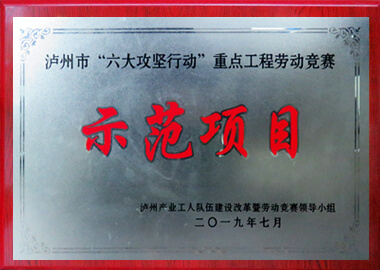 泸州市“六大攻坚行动”重点工程劳动竞赛
示范项目
泸州产业工人队伍建设改革暨劳动竞赛领导小组
二〇一九年七月